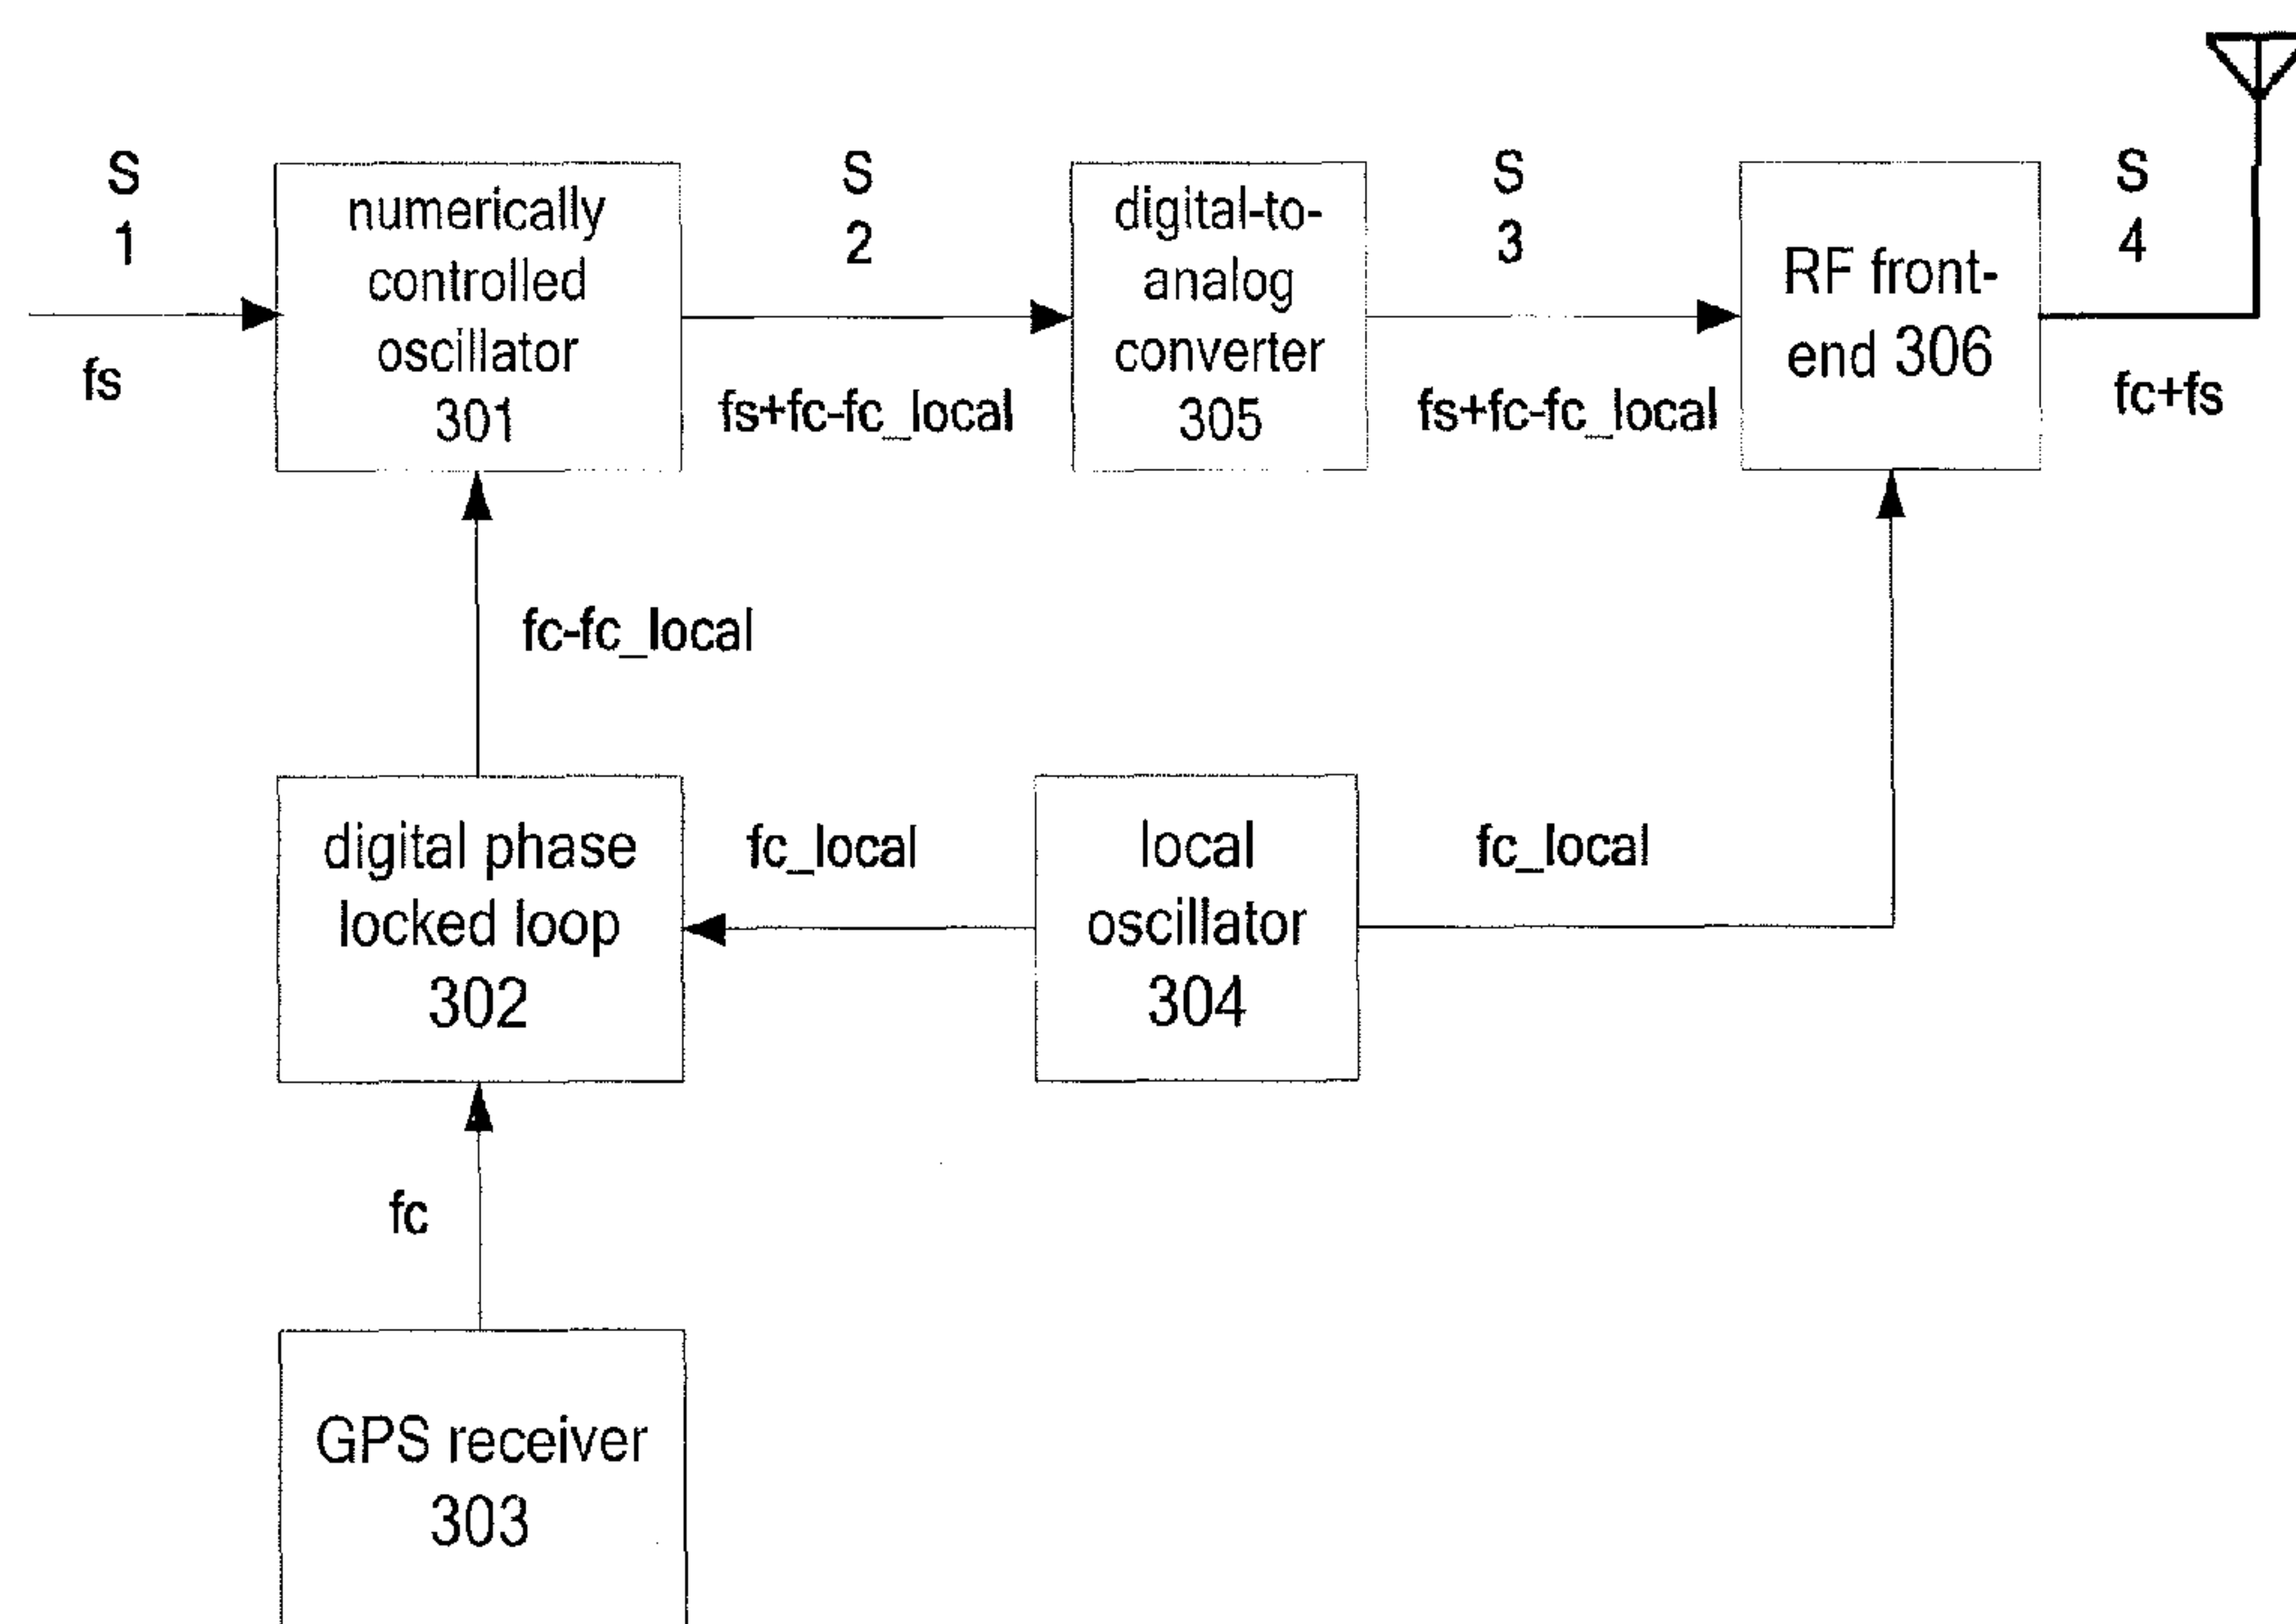 S
1
fs
numerically
controlled
oscillator
301
S
2
fs+fc-fc_local
digital-to-
analog
converter
305
S
3
fs+fc-fc_local
RF front-
end 306
S
4
fc+fs
fc-fc_local
digital phase
locked loop
302
fc_local
local
oscillator
304
fc_local
fc
GPS receiver
303